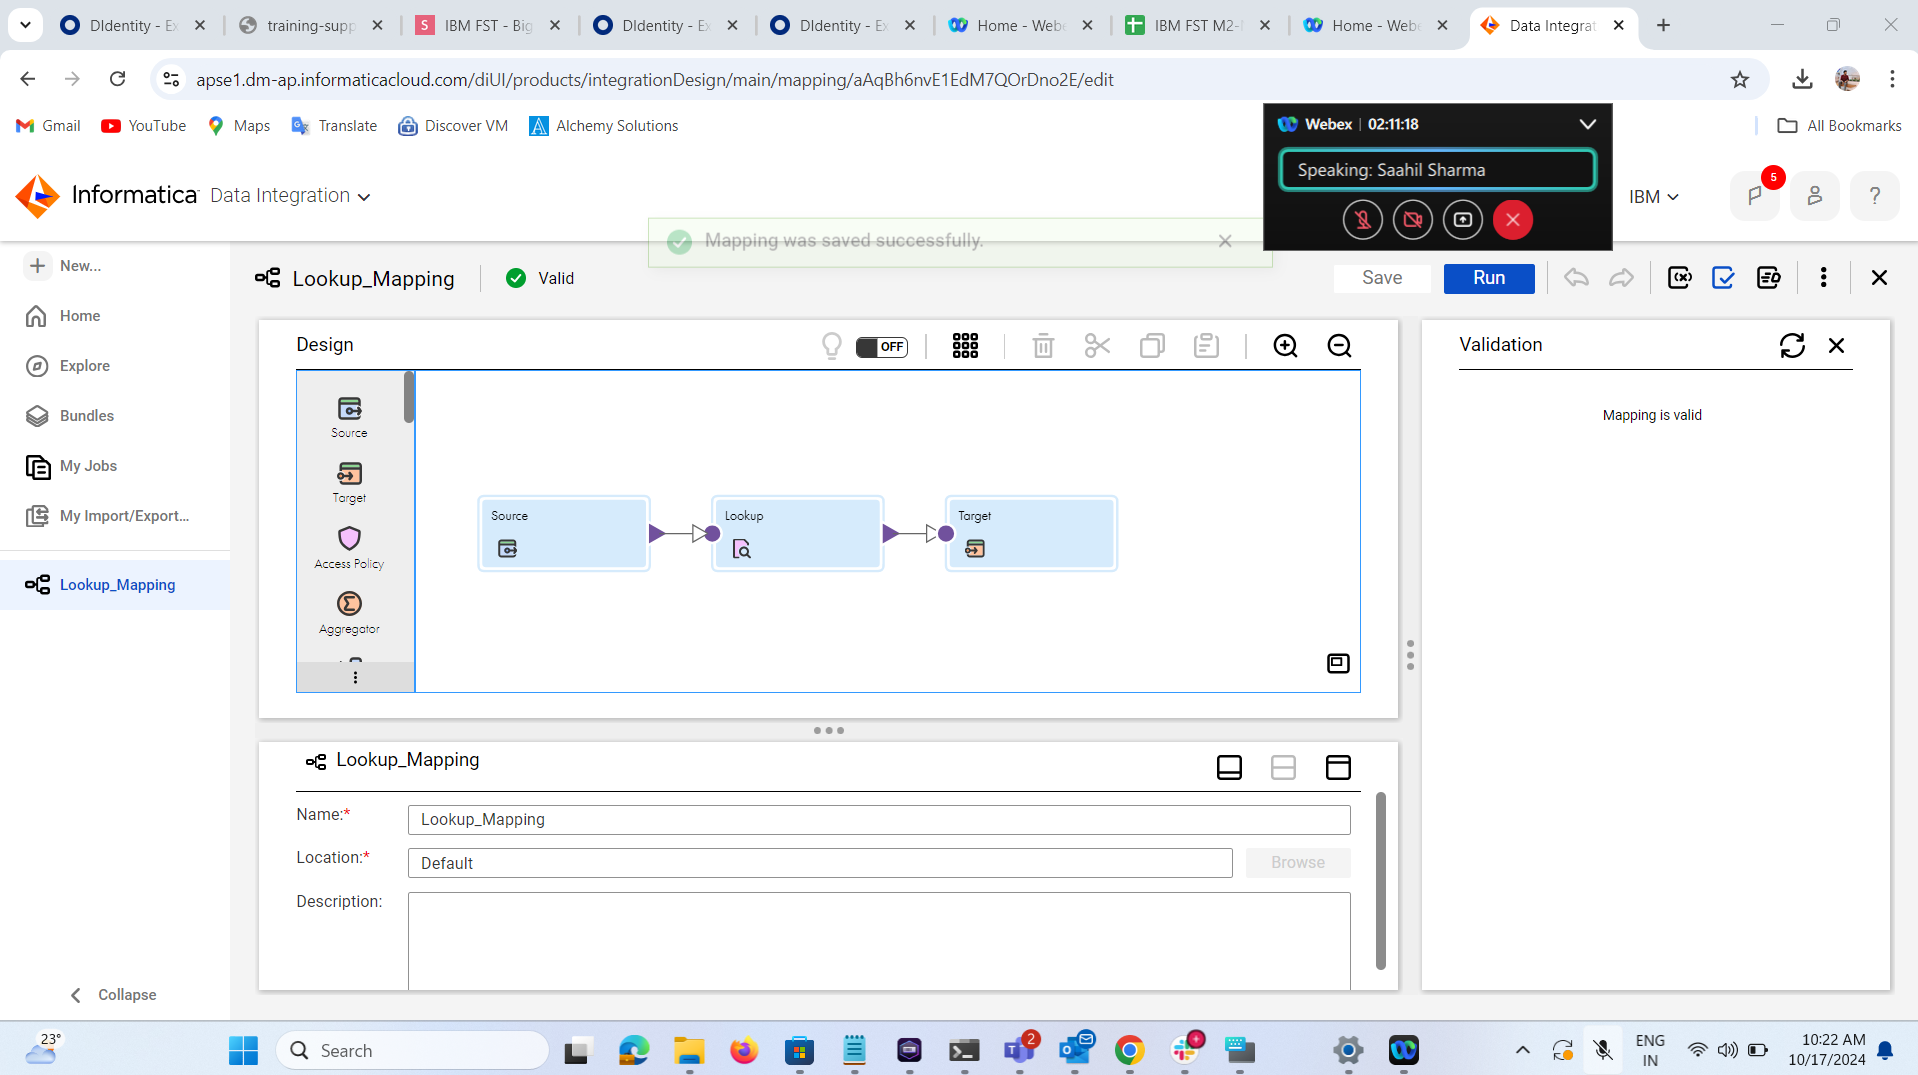 DIdentity - Ex
training-supp
IBM FST - Big
DIdentity - Ex
DIdentity - Ex
Home - Webe
IBM FST M2-
Home - Webe
Data Integrat
apse1.dm-ap.informaticacloud.com/diUI/products/integrationDesign/main/mapping/aAqBh6nvE1EdM7QOrDno2E/edit
Gmail
YouTube
Maps
Translate
Discover VM
Alchemy Solutions
All Bookmarks
Webex | 02:11:18
Speaking: Saahil Sharma
Informatica
Data Integration
IBM
5
?
Mapping was saved successfully.
New...
Home
Explore
Bundles
My Jobs
My Import/Export...
Lookup_Mapping
Collapse
Lookup_Mapping
Valid
Save
Run
Design
OFF
Source
Target
Access Policy
Aggregator
Source
Lookup
Target
Validation
Mapping is valid
Lookup_Mapping
Name:*
Lookup_Mapping
Location:*
Default
Browse
Description:
23°
Search
2
ENG
IN
10:22 AM
10/17/2024